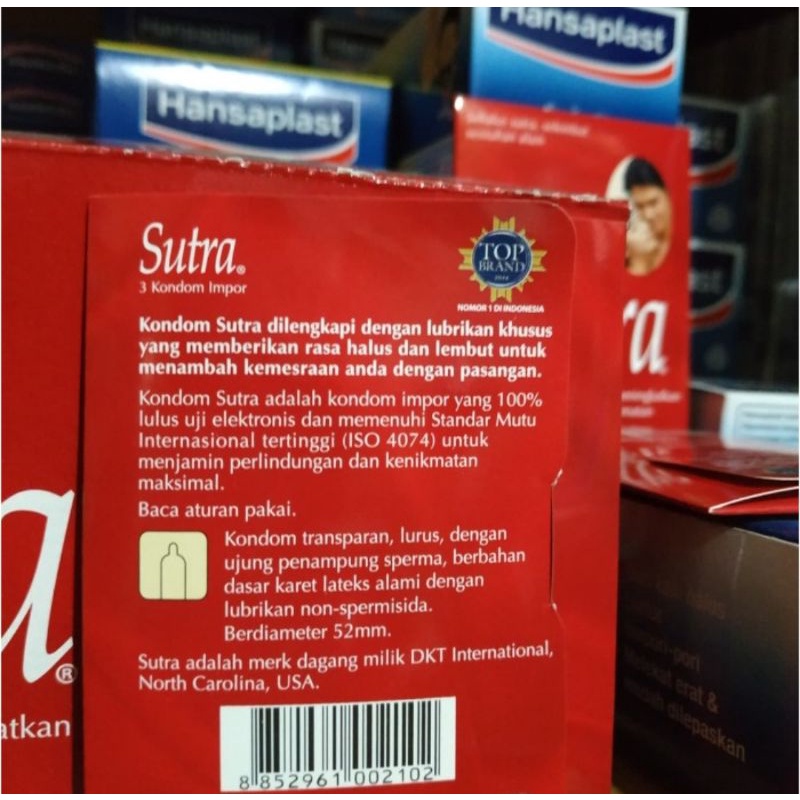 Hansaplast
Hansaplast
Sutra®
3 Kondom Impor
TOP
BRAND
NOMOR 1 DI INDONESIA
Kondom Sutra dilengkapi dengan lubrikan khusus
yang memberikan rasa halus dan lembut untuk
menambah kemesraan anda dengan pasangan.
Kondom Sutra adalah kondom impor yang 100%
lulus uji elektronis dan memenuhi Standar Mutu
Internasional tertinggi (ISO 4074) untuk
menjamin perlindungan dan kenikmatan
maksimal.
Baca aturan pakai.
Kondom transparan, lurus, dengan
ujung penampung sperma, berbahan
dasar karet lateks alami dengan
lubrikan non-spermisida.
Berdiameter 52mm.
Sutra adalah merk dagang milik DKT International,
North Carolina, USA.
8 852961 002102
a®
atkan
ra
-pori
erat &
dilepaskan